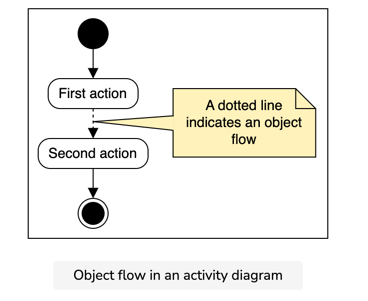 First action
A dotted line
indicates an object
flow
Second action
Object flow in an activity diagram